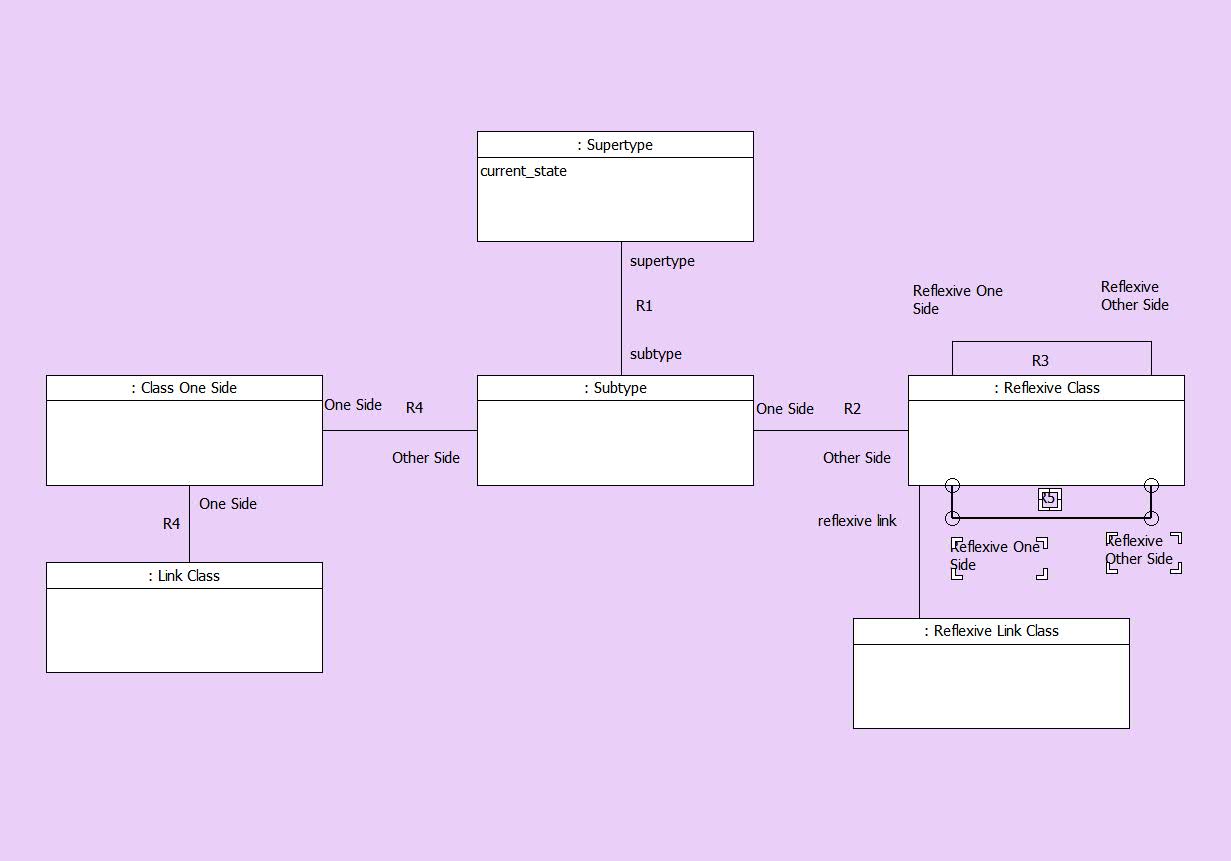 : Supertype
current_state
supertype
R1
subtype
Reflexive One
Side
Reflexive
Other Side
R3
: Class One Side
One Side
R4
Other Side
: Subtype
One Side
R2
Other Side
: Reflexive Class
One Side
R4
: Link Class
reflexive link
R5
Reflexive One
Side
Reflexive
Other Side
: Reflexive Link Class